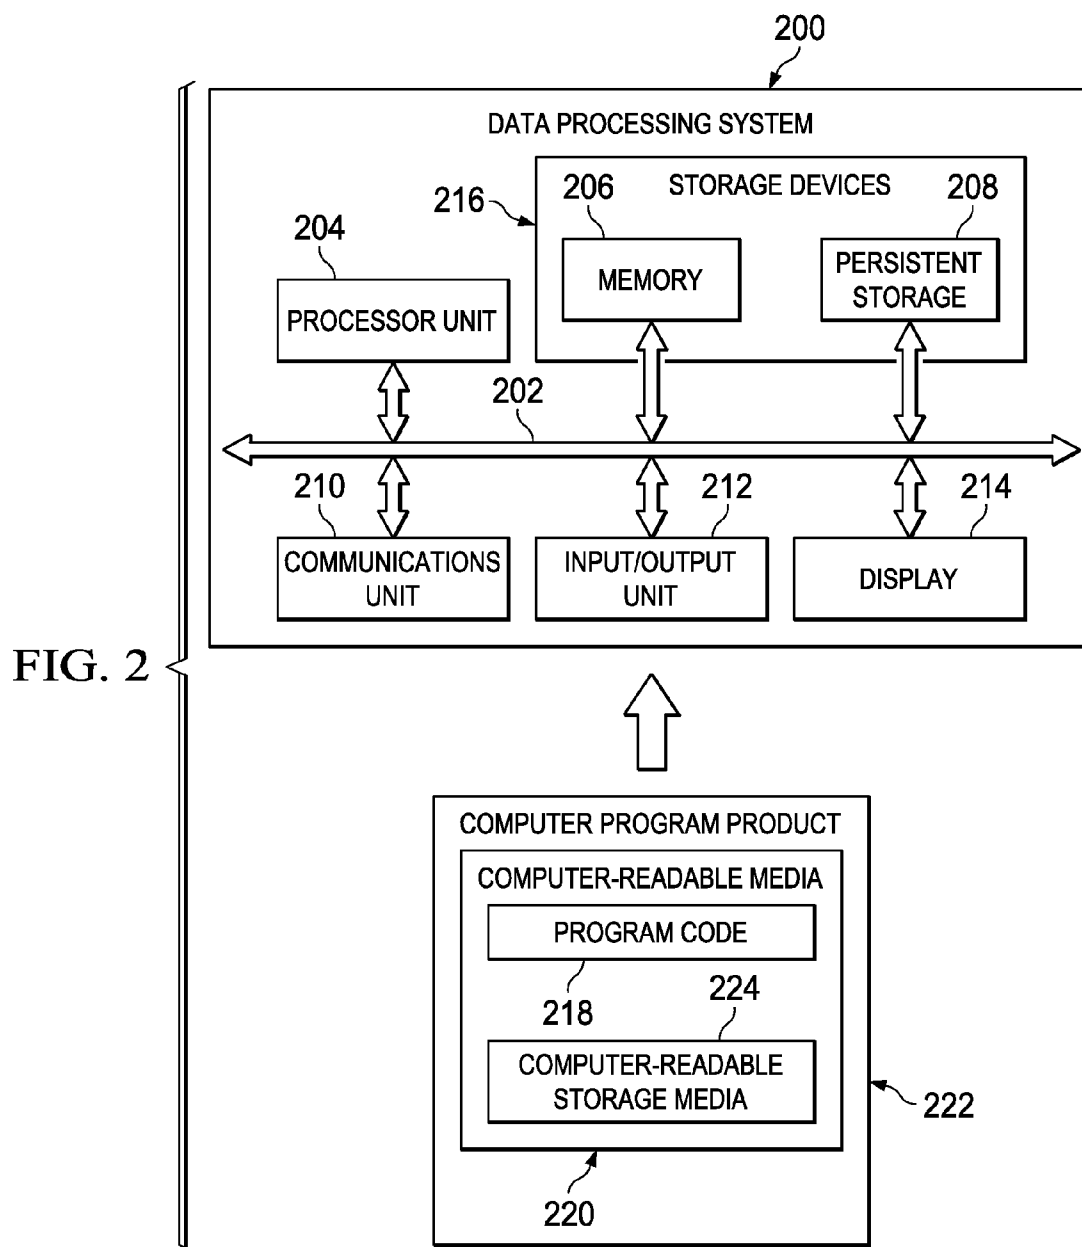 200
DATA PROCESSING SYSTEM
STORAGE DEVICES
216
206
208
204
MEMORY
PERSISTENT
STORAGE
PROCESSOR UNIT
202
210
212
214
COMMUNICATIONS
UNIT
INPUT/OUTPUT
UNIT
DISPLAY
FIG. 2
COMPUTER PROGRAM PRODUCT
COMPUTER-READABLE MEDIA
PROGRAM CODE
218
224
COMPUTER-READABLE
STORAGE MEDIA
222
220